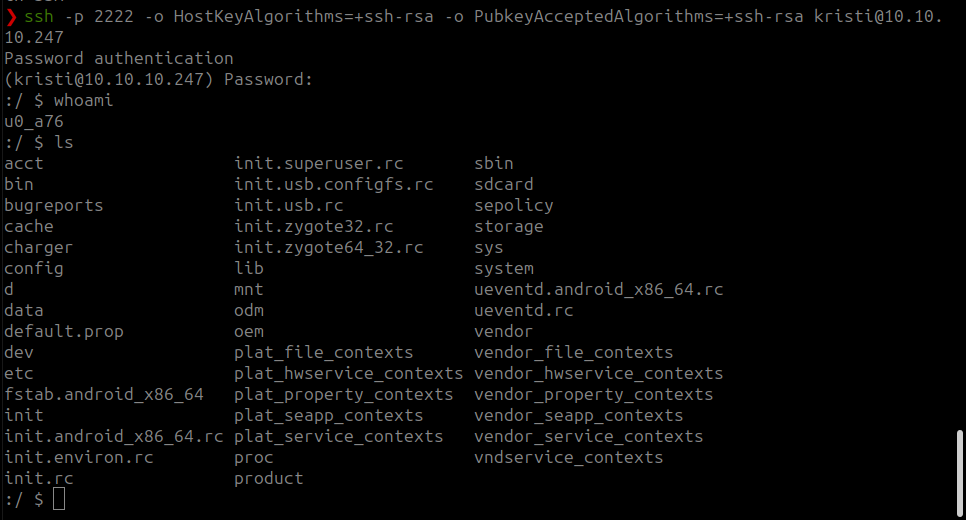 ❯ ssh -p 2222 -o HostKeyAlgorithms=+ssh-rsa -o PubkeyAcceptedAlgorithms=+ssh-rsa kristi@10.10.
10.247
Password authentication
(kristi@10.10.10.247) Password:
:/ $ whoami
u0_a76
:/ $ ls
acct init.superuser.rc sbin
bin init.usb.configfs.rc sdcard
bugreports init.usb.rc sepolicy
cache init.zygote32.rc storage
charger init.zygote64_32.rc sys
config lib system
d mnt ueventd.android_x86_64.rc
data odm ueventd.rc
default.prop oem vendor
dev plat_file_contexts vendor_file_contexts
etc plat_hwservice_contexts vendor_hwservice_contexts
fstab.android_x86_64 plat_property_contexts vendor_property_contexts
init plat_seapp_contexts vendor_seapp_contexts
init.android_x86_64.rc plat_service_contexts vendor_service_contexts
init.environ.rc proc vndservice_contexts
init.rc product
:/ $